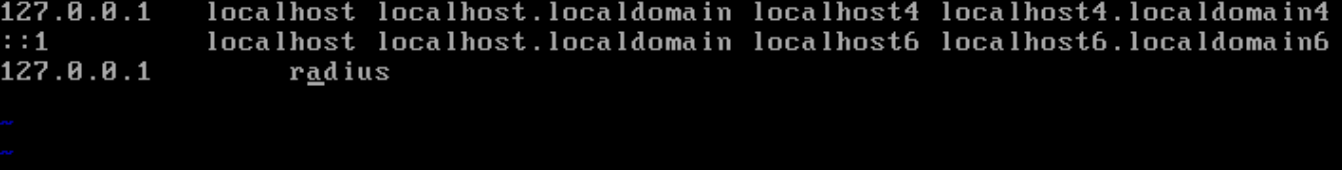 127.0.0.1   localhost localhost.localdomain localhost4 localhost4.localdomain4
::1         localhost localhost.localdomain localhost6 localhost6.localdomain6
127.0.0.1       radius
~
~